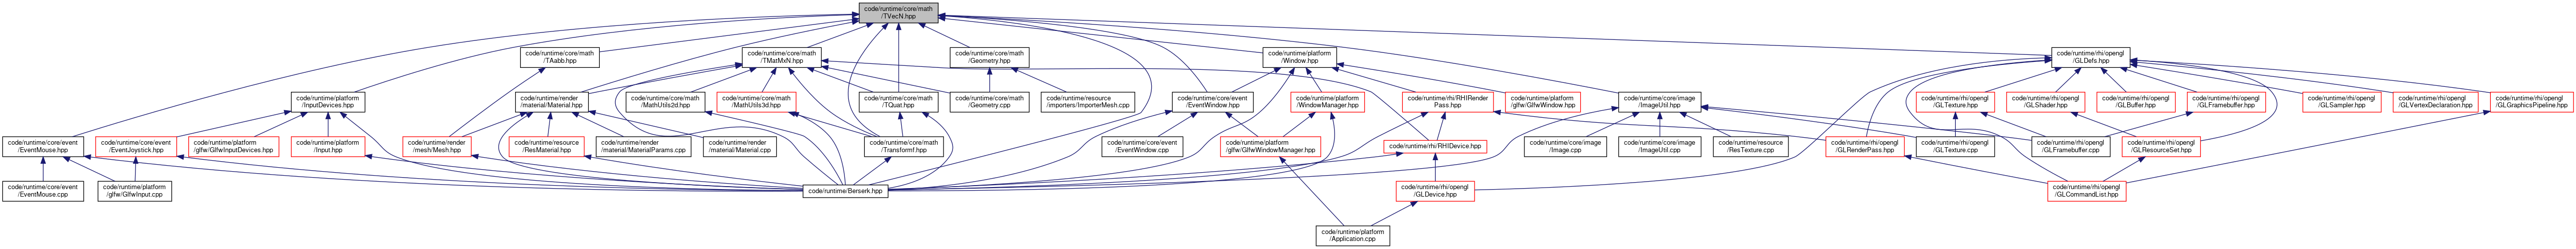 code/runtime/core/math
/TVecN.hpp
code/runtime/core/math
/TAabb.hpp
code/runtime/core/math
/TMatMxN.hpp
code/runtime/core/math
/Geometry.hpp
code/runtime/platform
/Window.hpp
code/runtime/rhi/opengl
/GLDefs.hpp
code/runtime/platform
/InputDevices.hpp
code/runtime/render
/material/Material.hpp
code/runtime/core/math
/MathUtils2d.hpp
code/runtime/core/math
/MathUtils3d.hpp
code/runtime/core/math
/TQuat.hpp
code/runtime/core/math
/Geometry.cpp
code/runtime/resource
/importers/ImporterMesh.cpp
code/runtime/core/event
/EventWindow.hpp
code/runtime/platform
/WindowManager.hpp
code/runtime/rhi/RHIRender
Pass.hpp
code/runtime/platform
/glfw/GlfwWindow.hpp
code/runtime/core/image
/ImageUtil.hpp
code/runtime/rhi/opengl
/GLTexture.hpp
code/runtime/rhi/opengl
/GLShader.hpp
code/runtime/rhi/opengl
/GLBuffer.hpp
code/runtime/rhi/opengl
/GLFramebuffer.hpp
code/runtime/rhi/opengl
/GLSampler.hpp
code/runtime/rhi/opengl
/GLVertexDeclaration.hpp
code/runtime/rhi/opengl
/GLGraphicsPipeline.hpp
code/runtime/core/event
/EventMouse.hpp
code/runtime/core/event
/EventJoystick.hpp
code/runtime/platform
/glfw/GlfwInputDevices.hpp
code/runtime/platform
/Input.hpp
code/runtime/render
/mesh/Mesh.hpp
code/runtime/resource
/ResMaterial.hpp
code/runtime/render
/material/MaterialParams.cpp
code/runtime/render
/material/Material.cpp
code/runtime/core/math
/Transformf.hpp
code/runtime/core/event
/EventWindow.cpp
code/runtime/platform
/glfw/GlfwWindowManager.hpp
code/runtime/rhi/RHIDevice.hpp
code/runtime/core/image
/Image.cpp
code/runtime/core/image
/ImageUtil.cpp
code/runtime/resource
/ResTexture.cpp
code/runtime/rhi/opengl
/GLRenderPass.hpp
code/runtime/rhi/opengl
/GLTexture.cpp
code/runtime/rhi/opengl
/GLFramebuffer.cpp
code/runtime/rhi/opengl
/GLResourceSet.hpp
code/runtime/core/event
/EventMouse.cpp
code/runtime/platform
/glfw/GlfwInput.cpp
code/runtime/Berserk.hpp
code/runtime/rhi/opengl
/GLDevice.hpp
code/runtime/rhi/opengl
/GLCommandList.hpp
code/runtime/platform
/Application.cpp